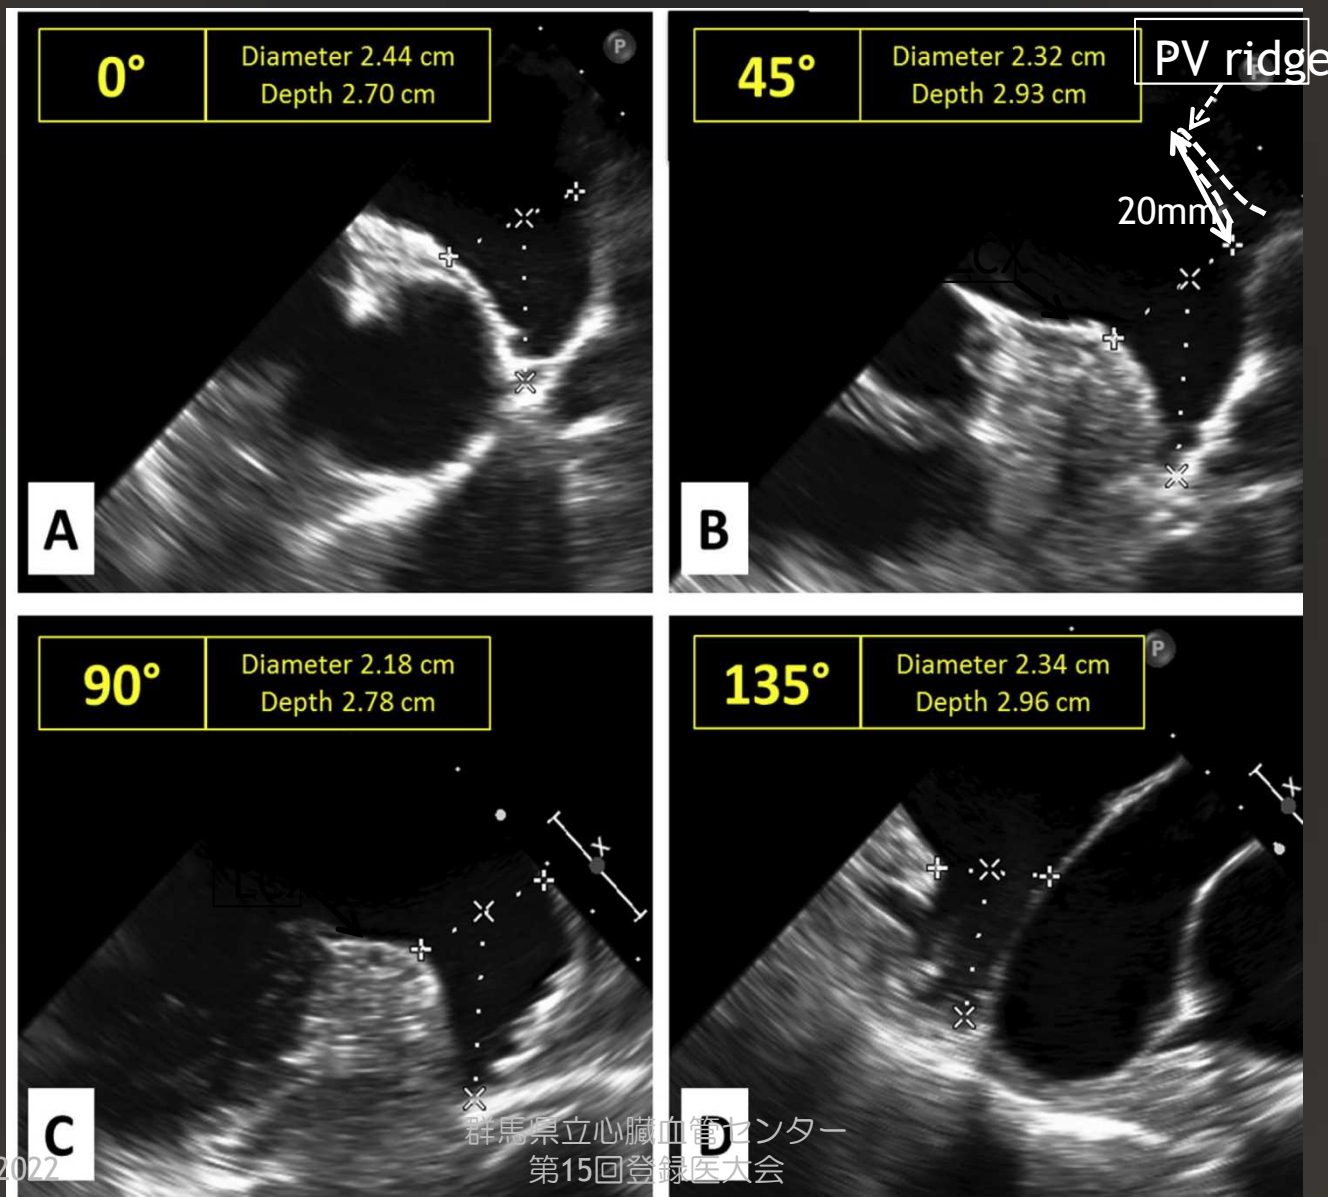 0°
Diameter 2.44 cm
Depth 2.70 cm
P
A
45°
Diameter 2.32 cm
Depth 2.93 cm
PV ridge
20mm
LCX
B
90°
Diameter 2.18 cm
Depth 2.78 cm
LCX
C
135°
Diameter 2.34 cm
Depth 2.96 cm
P
D
群馬県立心臓血管センター
2022
第15回登録医大会